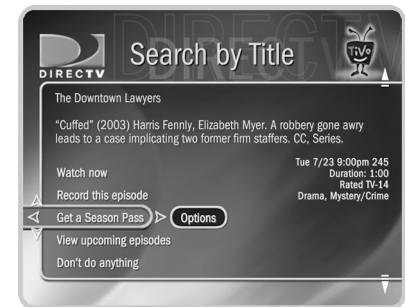 DIRECTV
Search by Title
TiVo
The Downtown Lawyers
"Cuffed" (2003) Harris Fennly, Elizabeth Myer. A robbery gone awry
leads to a case implicating two former firm staffers. CC, Series.
Tue 7/23 9:00pm 245
Duration: 1:00
Rated TV-14
Drama, Mystery/Crime
Watch now
Record this episode
Get a Season Pass
Options
View upcoming episodes
Don't do anything